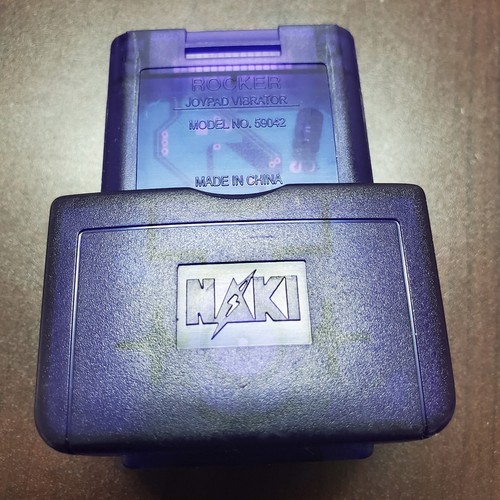 ROCKER
JOYPAD VIBRATOR
MODEL NO. 59042
MADE IN CHINA
NAKI